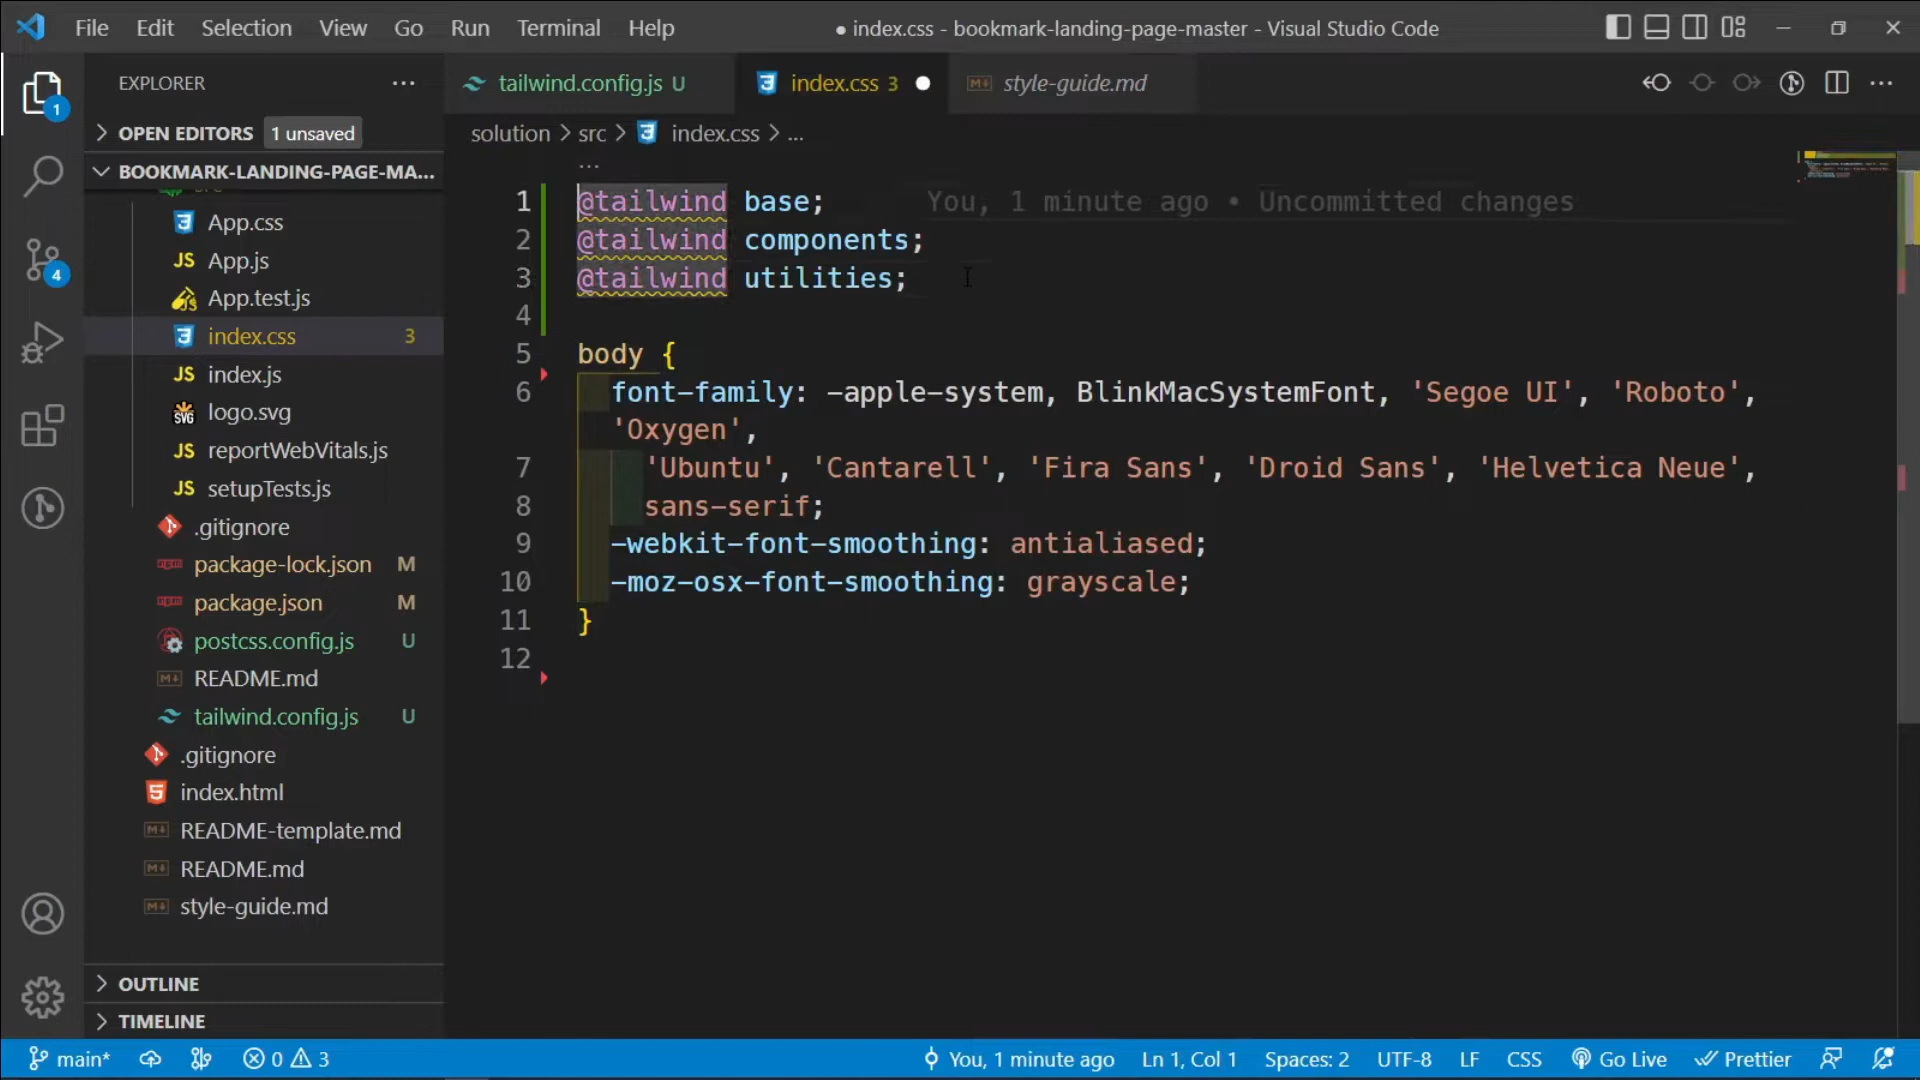 File Edit Selection View Go Run Terminal Help
● index.css - bookmark-landing-page-master - Visual Studio Code
EXPLORER
tailwind.config.js U
index.css 3
style-guide.md
OPEN EDITORS 1 unsaved
solution > src > index.css > ...
BOOKMARK-LANDING-PAGE-MA...
App.css
App.js
App.test.js
index.css 3
index.js
logo.svg
reportWebVitals.js
setupTests.js
.gitignore
package-lock.json M
package.json M
postcss.config.js U
README.md
tailwind.config.js U
.gitignore
index.html
README-template.md
README.md
style-guide.md
OUTLINE
TIMELINE
1 @tailwind base; You, 1 minute ago • Uncommitted changes
2 @tailwind components;
3 @tailwind utilities;
4
5 body {
6 font-family: -apple-system, BlinkMacSystemFont, 'Segoe UI', 'Roboto',
'Oxygen',
7 'Ubuntu', 'Cantarell', 'Fira Sans', 'Droid Sans', 'Helvetica Neue',
8 sans-serif;
9 -webkit-font-smoothing: antialiased;
10 -moz-osx-font-smoothing: grayscale;
11 }
12
1
4
main* 0 3 You, 1 minute ago Ln 1, Col 1 Spaces: 2 UTF-8 LF CSS Go Live Prettier